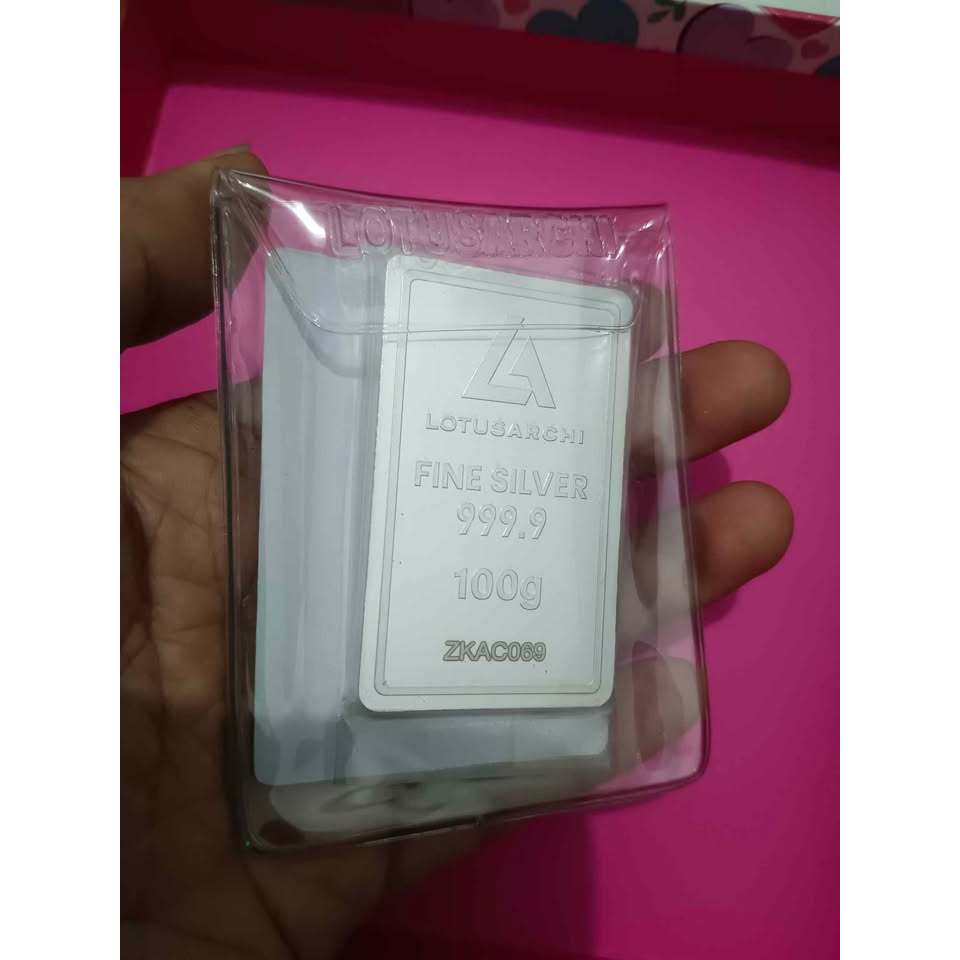 LOTUSARCHI
LOTUSARCHI
FINE SILVER
999.9
100g
ZKAC069